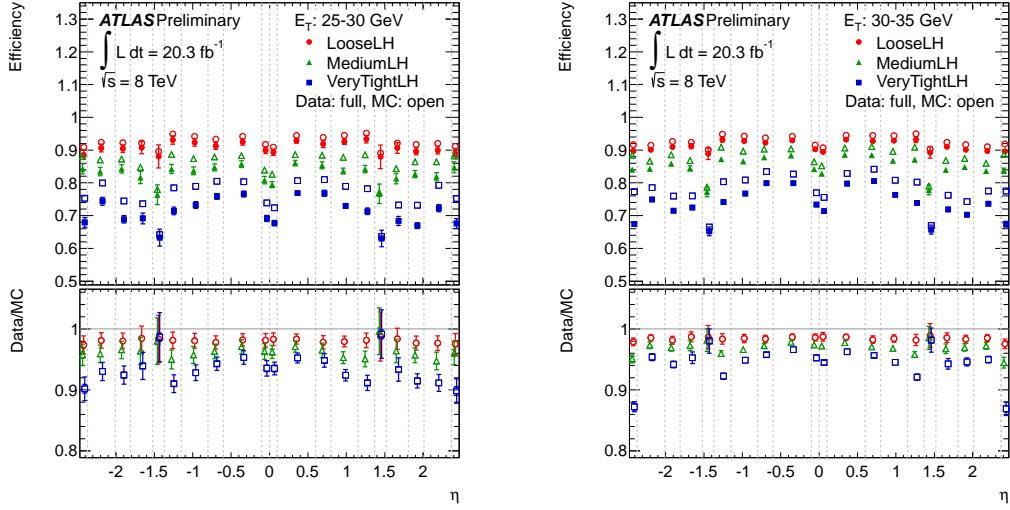 Efficiency
1.3
1.2
1.1
1
0.9
0.8
0.7
0.6
0.5
ATLAS Preliminary
∫ L dt = 20.3 fb⁻¹
√s = 8 TeV
E_T: 25-30 GeV
LooseLH
MediumLH
VeryTightLH
Data: full, MC: open
Data/MC
1
0.9
0.8
-2 -1.5 -1 -0.5 0 0.5 1 1.5 2
η
Efficiency
1.3
1.2
1.1
1
0.9
0.8
0.7
0.6
0.5
ATLAS Preliminary
∫ L dt = 20.3 fb⁻¹
√s = 8 TeV
E_T: 30-35 GeV
LooseLH
MediumLH
VeryTightLH
Data: full, MC: open
Data/MC
1
0.9
0.8
-2 -1.5 -1 -0.5 0 0.5 1 1.5 2
η